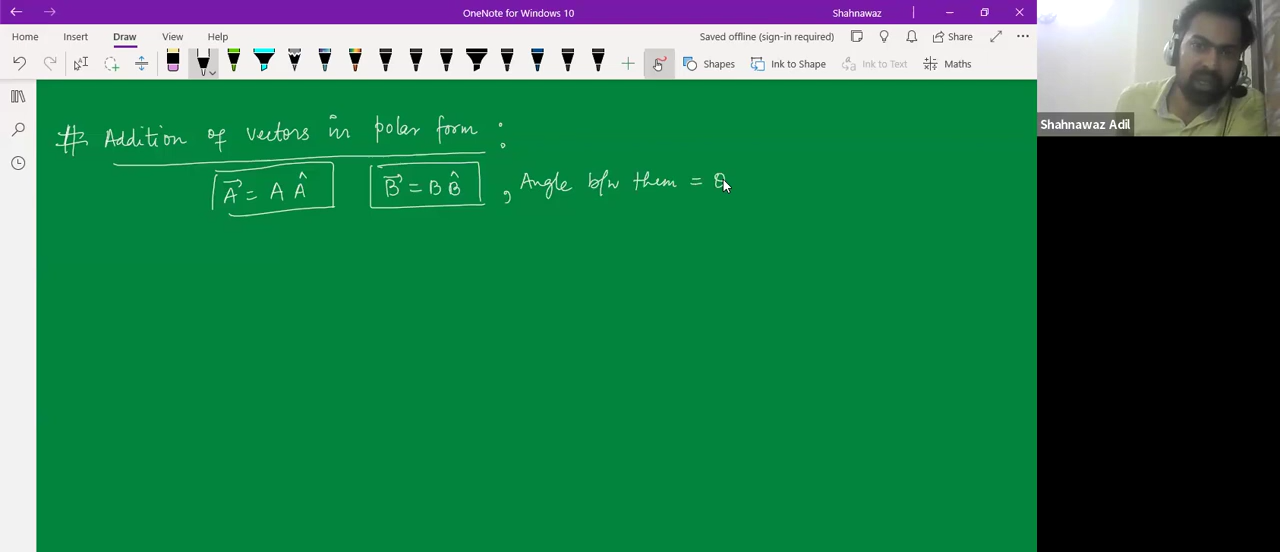 OneNote for Windows 10
Shahnawaz
Home Insert Draw View Help
Saved offline (sign-in required)
Share
Shapes
Ink to Shape
Ink to Text
Maths
Shahnawaz Adil
# Addition of vectors in polar form :
A⃗ = A Â B⃗ = B B̂ , Angle b/w them = θ